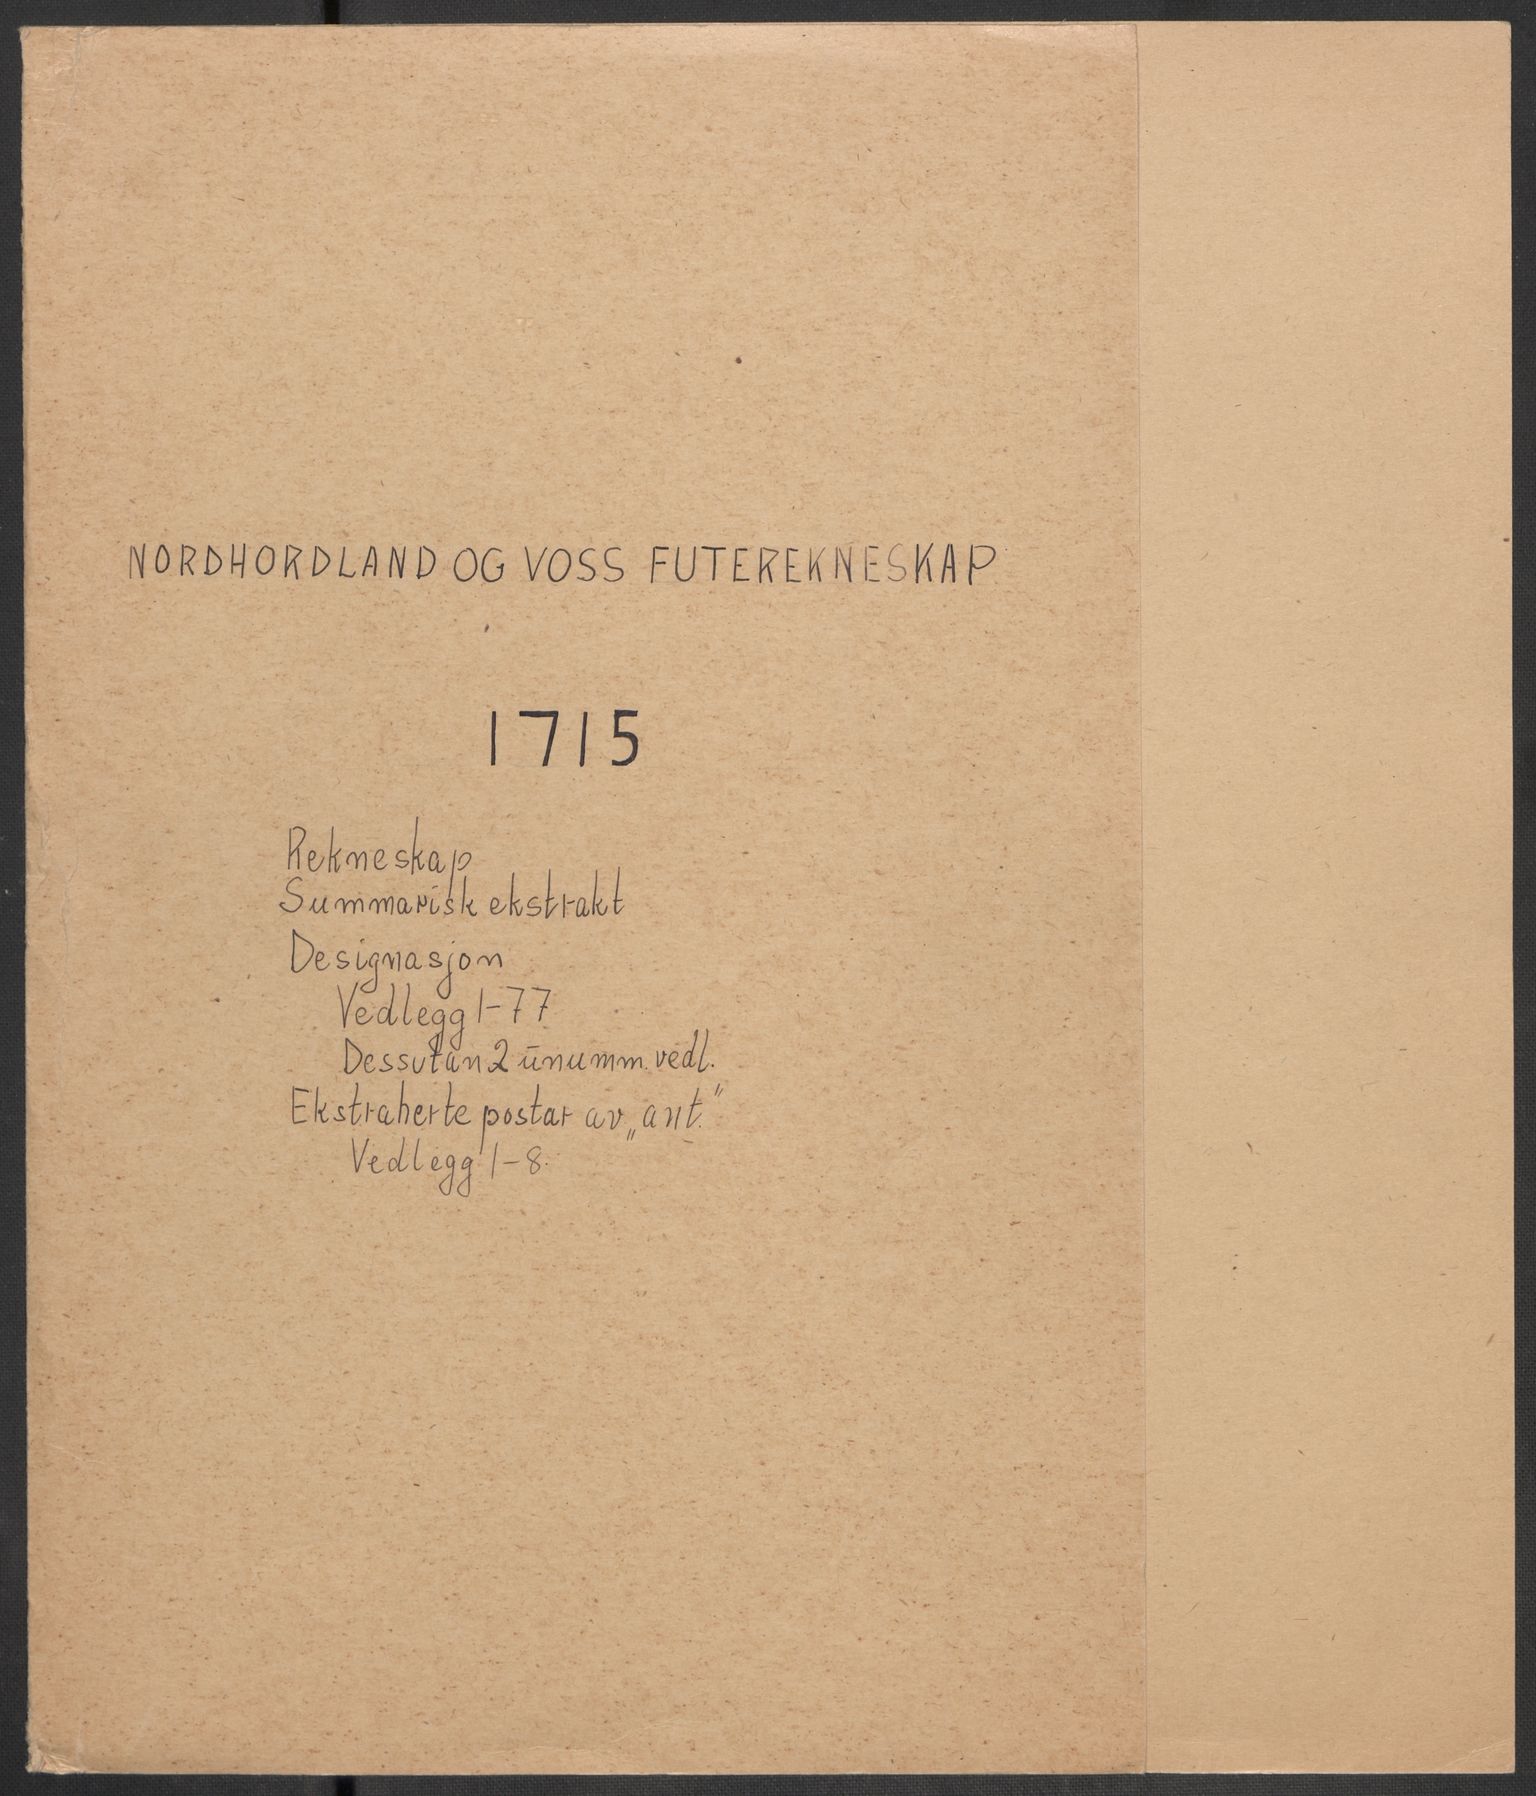 NORDHORDLAND OG VOSS FUTEREKNESKAP
1715
Rekneskap
Summarisk ekstrakt
Designasjon
Vedlegg 1-77
Dessutan 2 unumm. vedl.
Ekstraherte postar av „ant.”
Vedlegg 1-8.